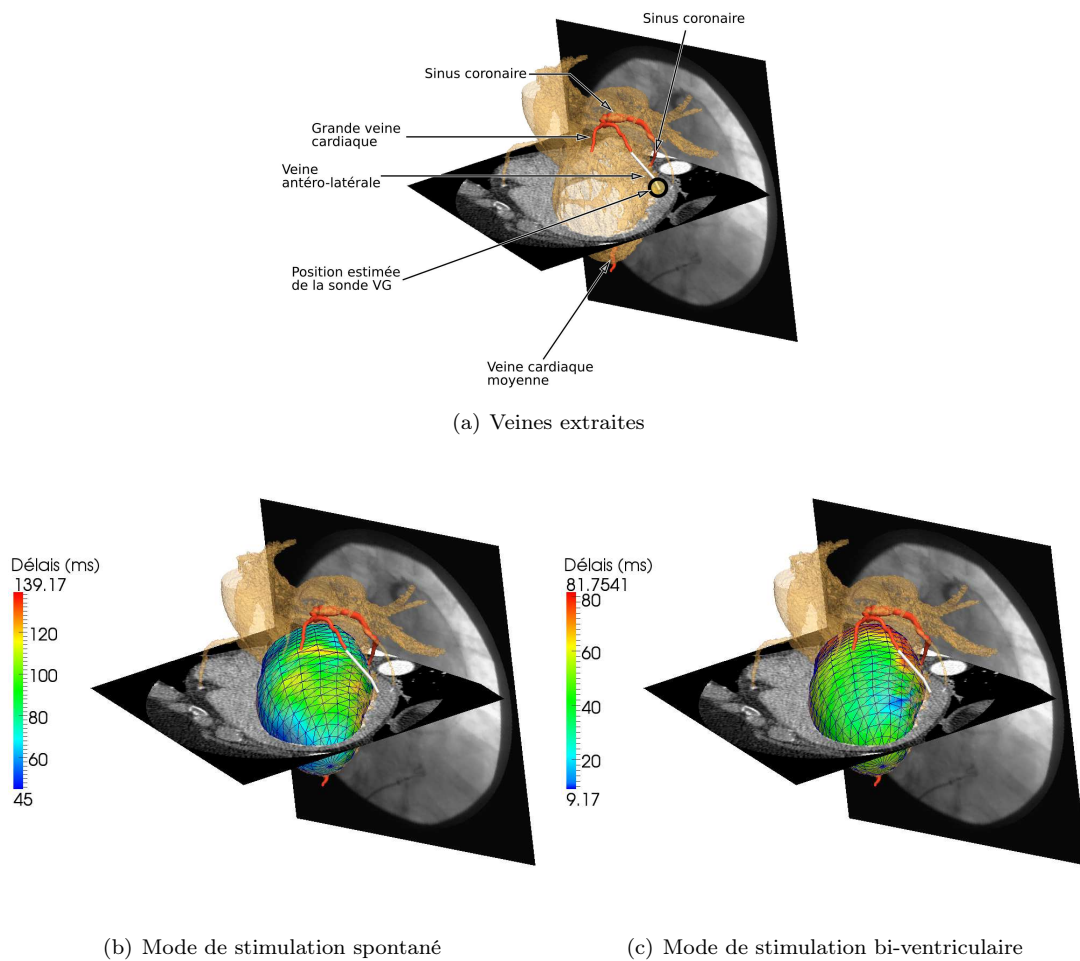 Sinus coronaire
Sinus coronaire
Grande veine
cardiaque
Veine
antéro-latérale
Position estimée
de la sonde VG
Veine cardiaque
moyenne
(a) Veines extraites
Délais (ms)
139.17
120
100
80
60
45
Délais (ms)
81.7541
80
60
40
20
9.17
(b) Mode de stimulation spontané
(c) Mode de stimulation bi-ventriculaire